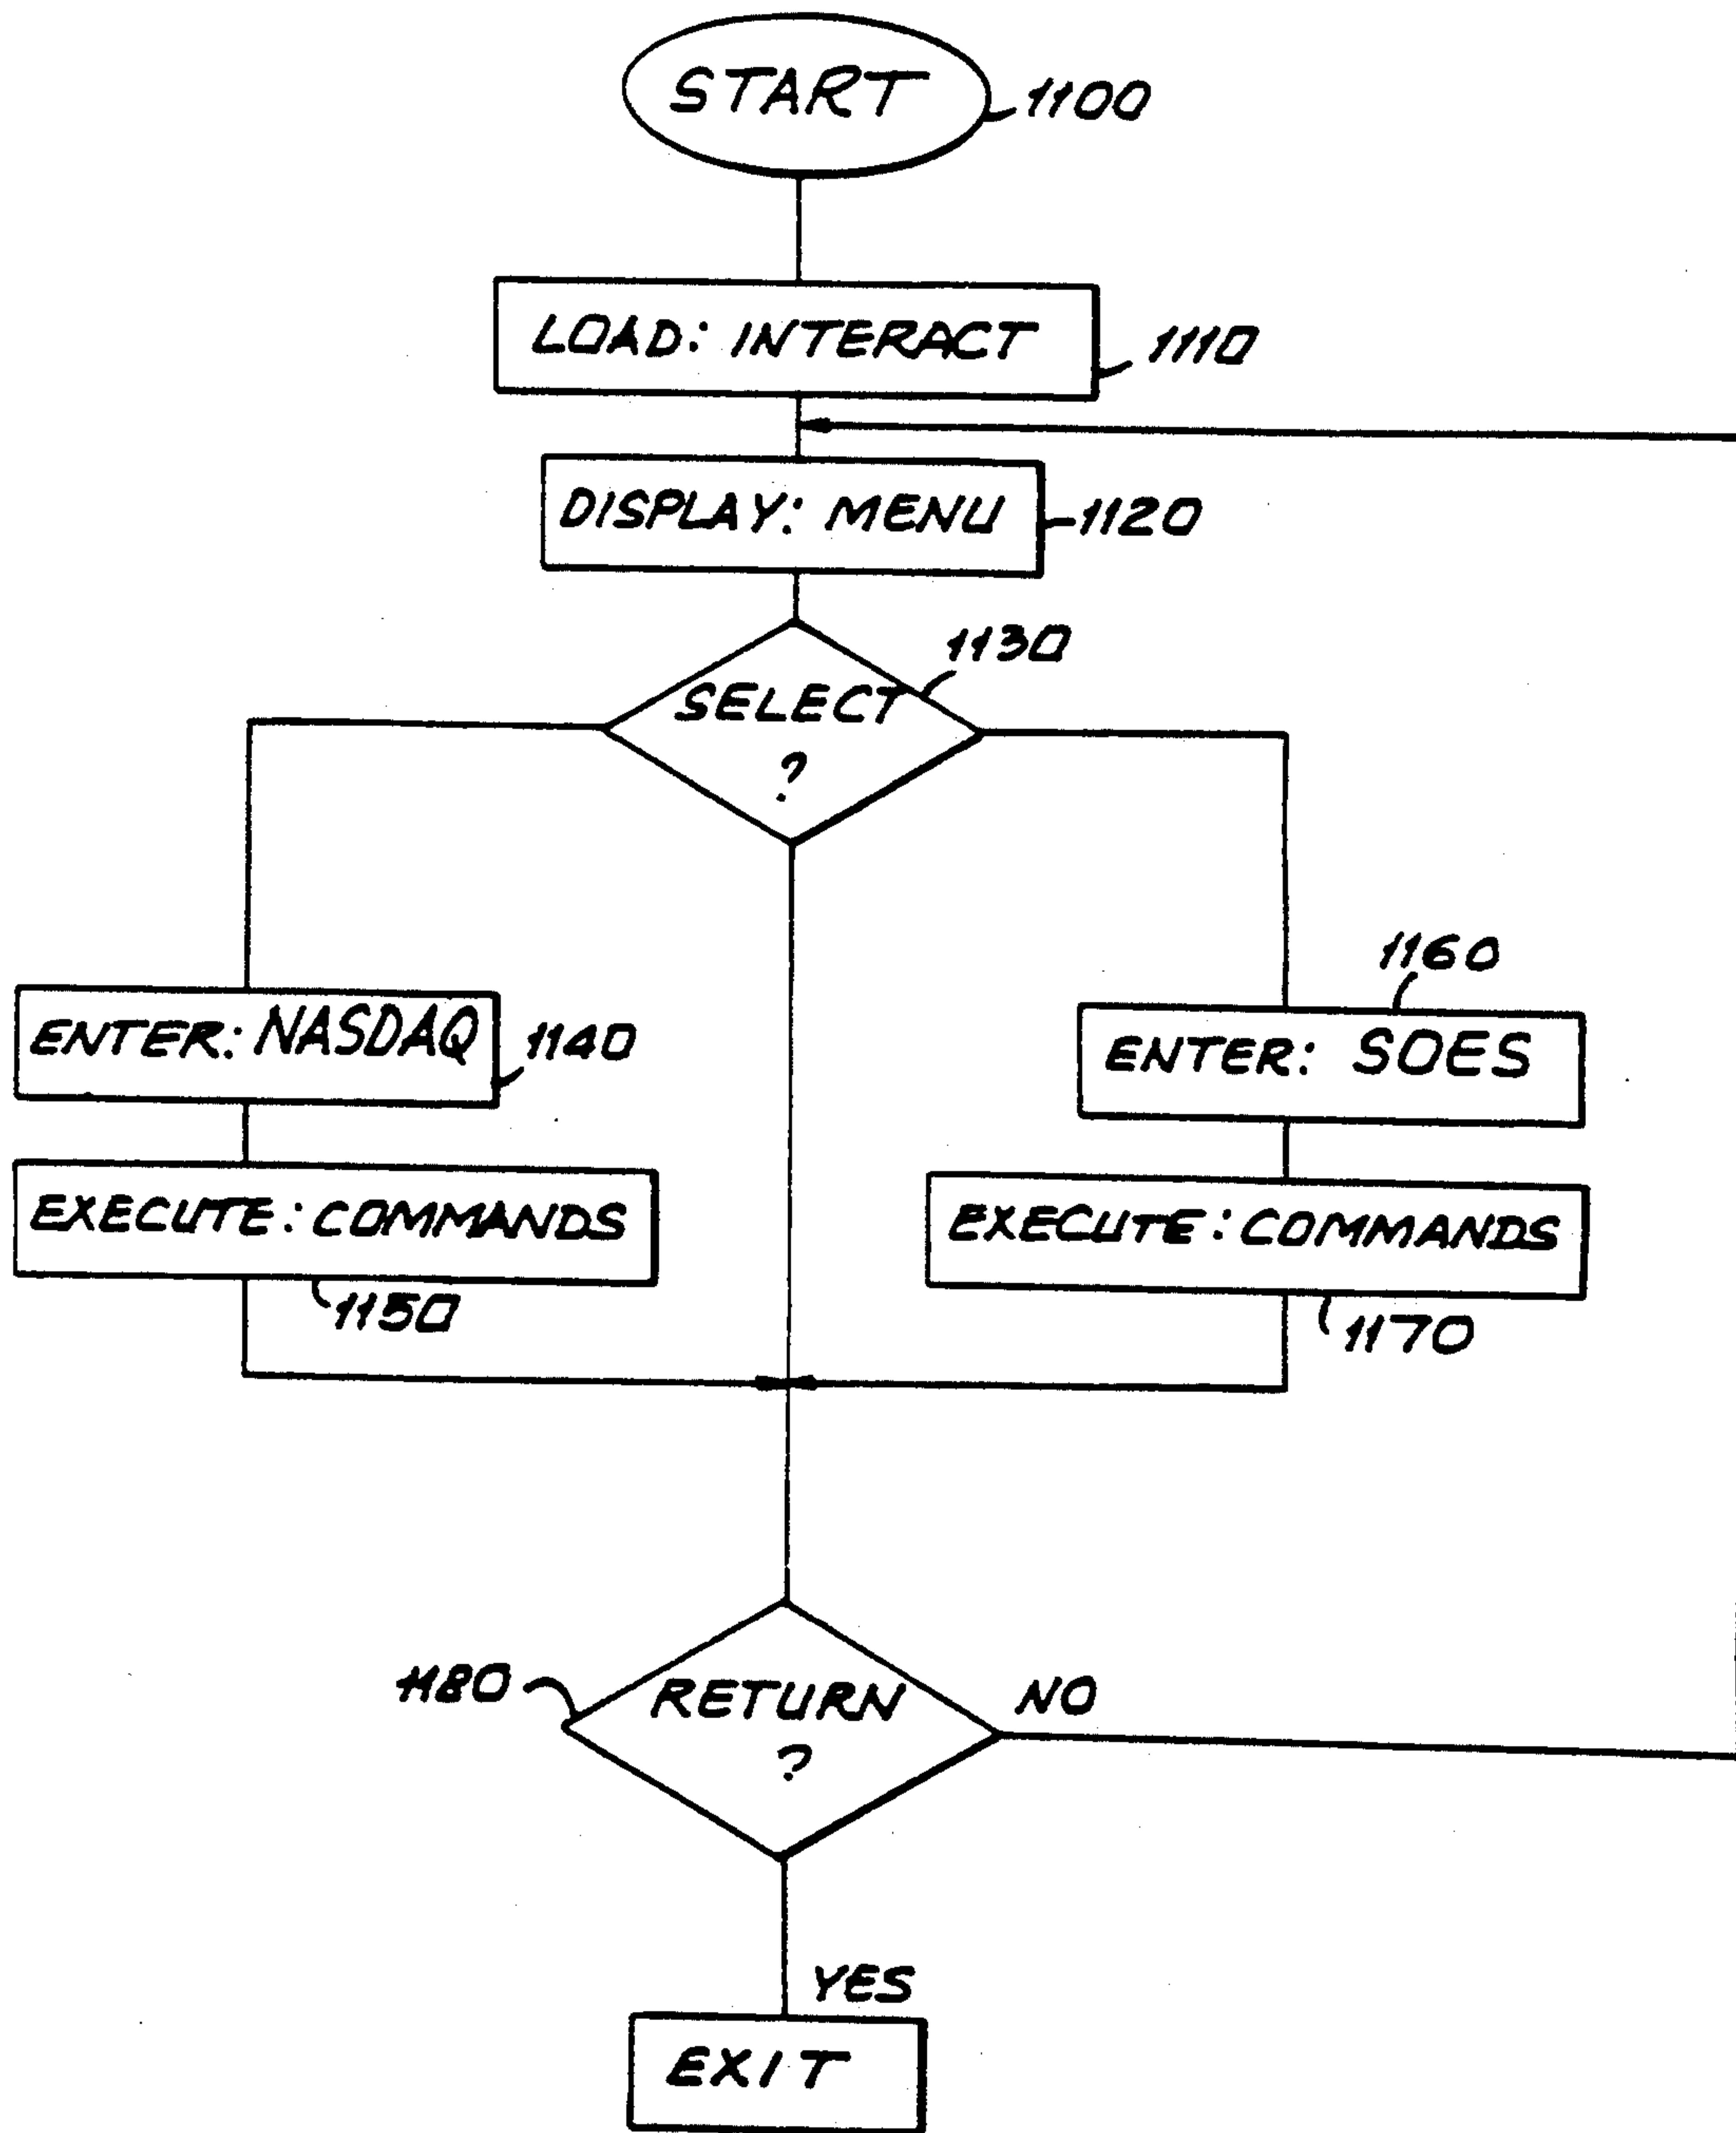 START
1100
LOAD: INTERACT
1110
DISPLAY: MENU
1120
1130
SELECT
?
1160
ENTER: NASDAQ
1140
ENTER: SOES
EXECUTE: COMMANDS
1150
EXECUTE: COMMANDS
1170
1180
RETURN
?
NO
YES
EXIT